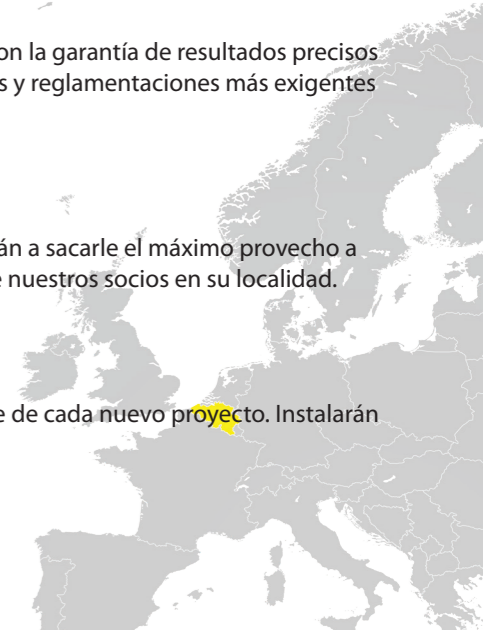 on la garantía de resultados precisos
s y reglamentaciones más exigentes
án a sacarle el máximo provecho a
e nuestros socios en su localidad.
e de cada nuevo proyecto. Instalarán